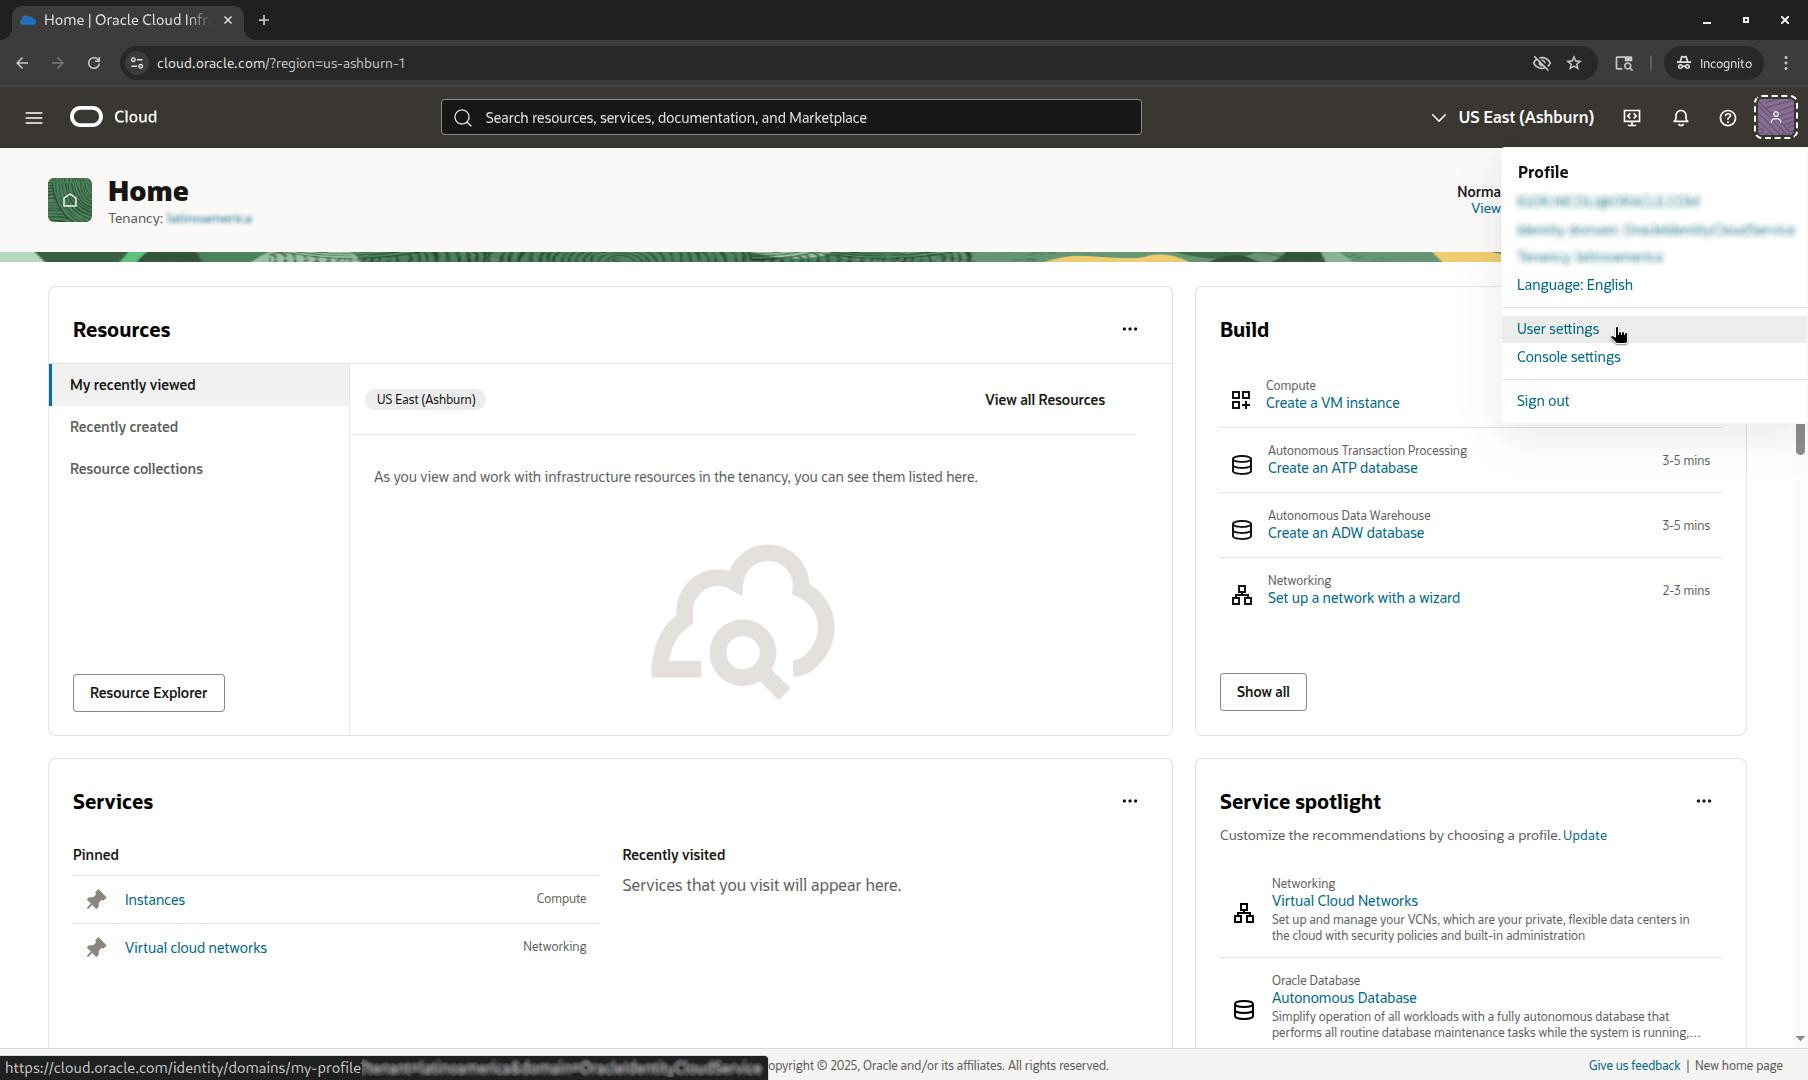 Home | Oracle Cloud Infr
cloud.oracle.com/?region=us-ashburn-1
Incognito
Cloud
Search resources, services, documentation, and Marketplace
US East (Ashburn)
Home
Tenancy:
Norma
View
Profile
Language: English
User settings
Console settings
Sign out
Resources
My recently viewed
Recently created
Resource collections
Resource Explorer
US East (Ashburn)
View all Resources
As you view and work with infrastructure resources in the tenancy, you can see them listed here.
Build
Compute
Create a VM instance
Autonomous Transaction Processing
Create an ATP database
3-5 mins
Autonomous Data Warehouse
Create an ADW database
3-5 mins
Networking
Set up a network with a wizard
2-3 mins
Show all
Services
Pinned
Instances
Compute
Virtual cloud networks
Networking
Recently visited
Services that you visit will appear here.
Service spotlight
Customize the recommendations by choosing a profile. Update
Networking
Virtual Cloud Networks
Set up and manage your VCNs, which are your private, flexible data centers in
the cloud with security policies and built-in administration
Oracle Database
Autonomous Database
Simplify operation of all workloads with a fully autonomous database that
performs all routine database maintenance tasks while the system is running,...
https://cloud.oracle.com/identity/domains/my-profile
opyright © 2025, Oracle and/or its affiliates. All rights reserved.
Give us feedback | New home page